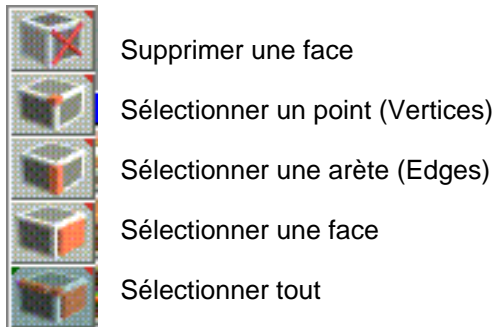 Supprimer une face
Sélectionner un point (Vertices)
Sélectionner une arète (Edges)
Sélectionner une face
Sélectionner tout